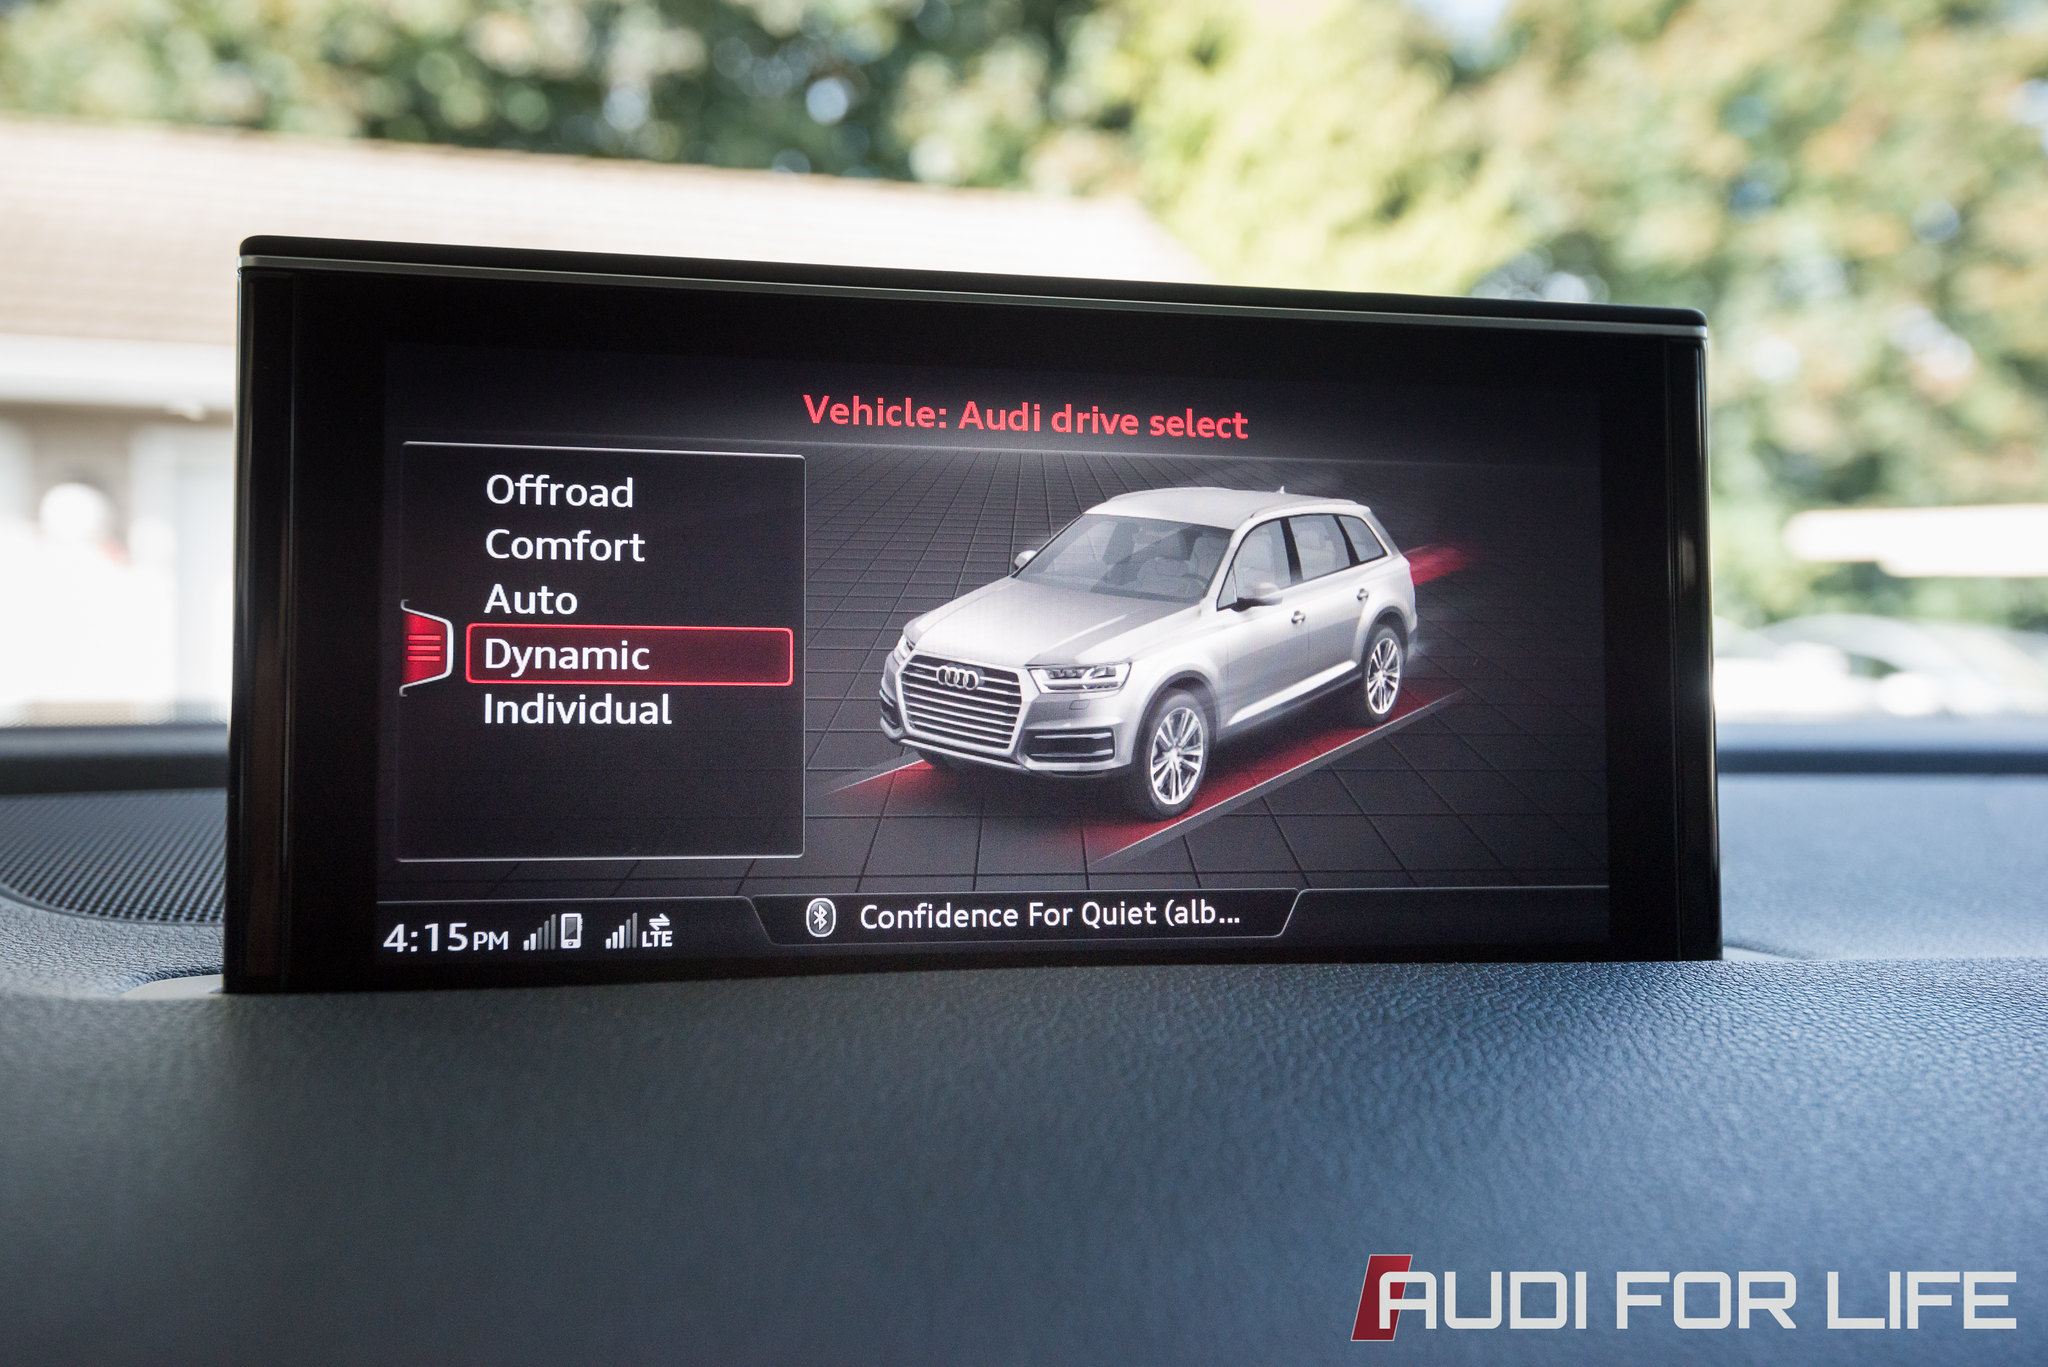 Vehicle: Audi drive select
Offroad
Comfort
Auto
Dynamic
Individual
4:15PM
LTE
Confidence For Quiet (alb...
AUDI FOR LIFE